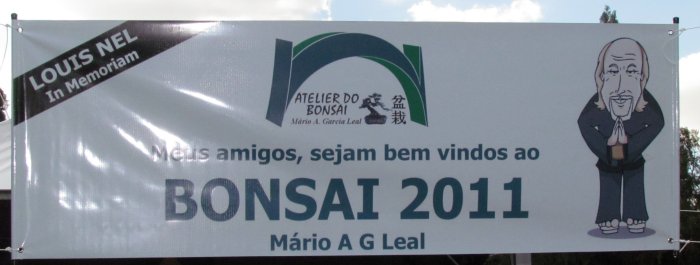 LOUIS NEL
In Memoriam
ATELIER DO
BONSAI
Mário A. Garcia Leal
盆
栽
Meus amigos, sejam bem vindos ao
BONSAI 2011
Mário A G Leal